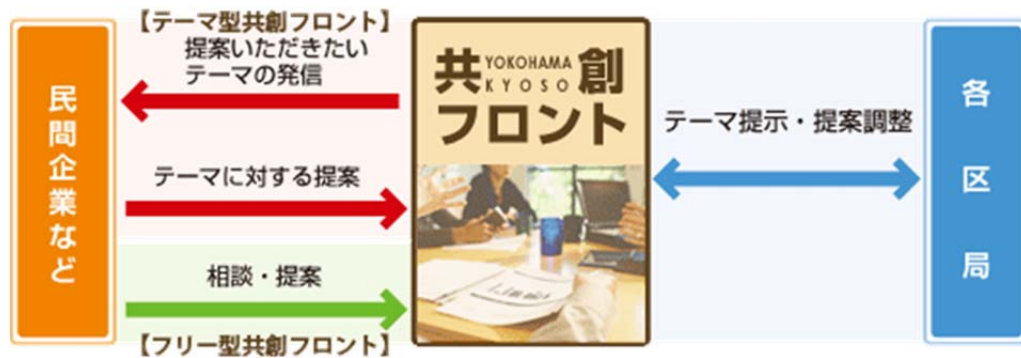 民間企業など
【テーマ型共創フロント】
提案いただきたい
テーマの発信
テーマに対する提案
相談・提案
【フリー型共創フロント】
共創
YOKOHAMA
KYOSO
フロント
テーマ提示・提案調整
各区局